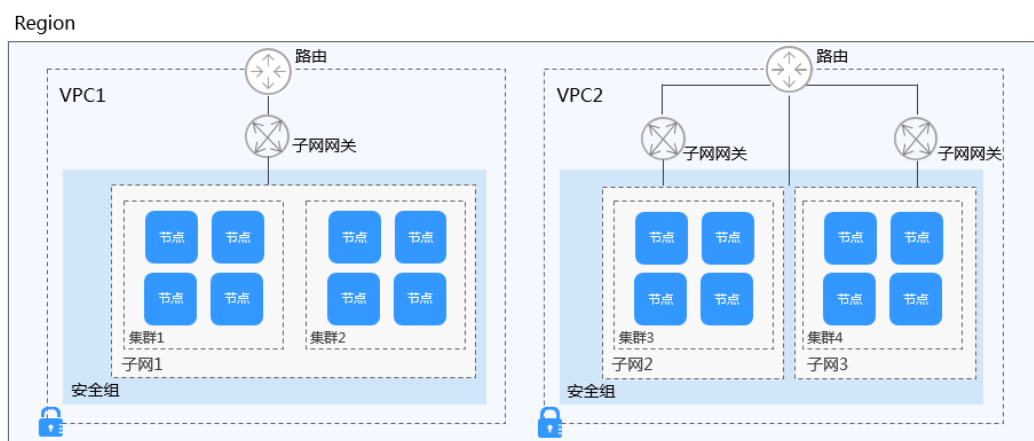 Region
路由
VPC1
子网网关
节点
节点
节点
节点
集群1
节点
节点
节点
节点
集群2
子网1
安全组
路由
VPC2
子网网关
子网网关
节点
节点
节点
节点
集群3
子网2
节点
节点
节点
节点
集群4
子网3
安全组